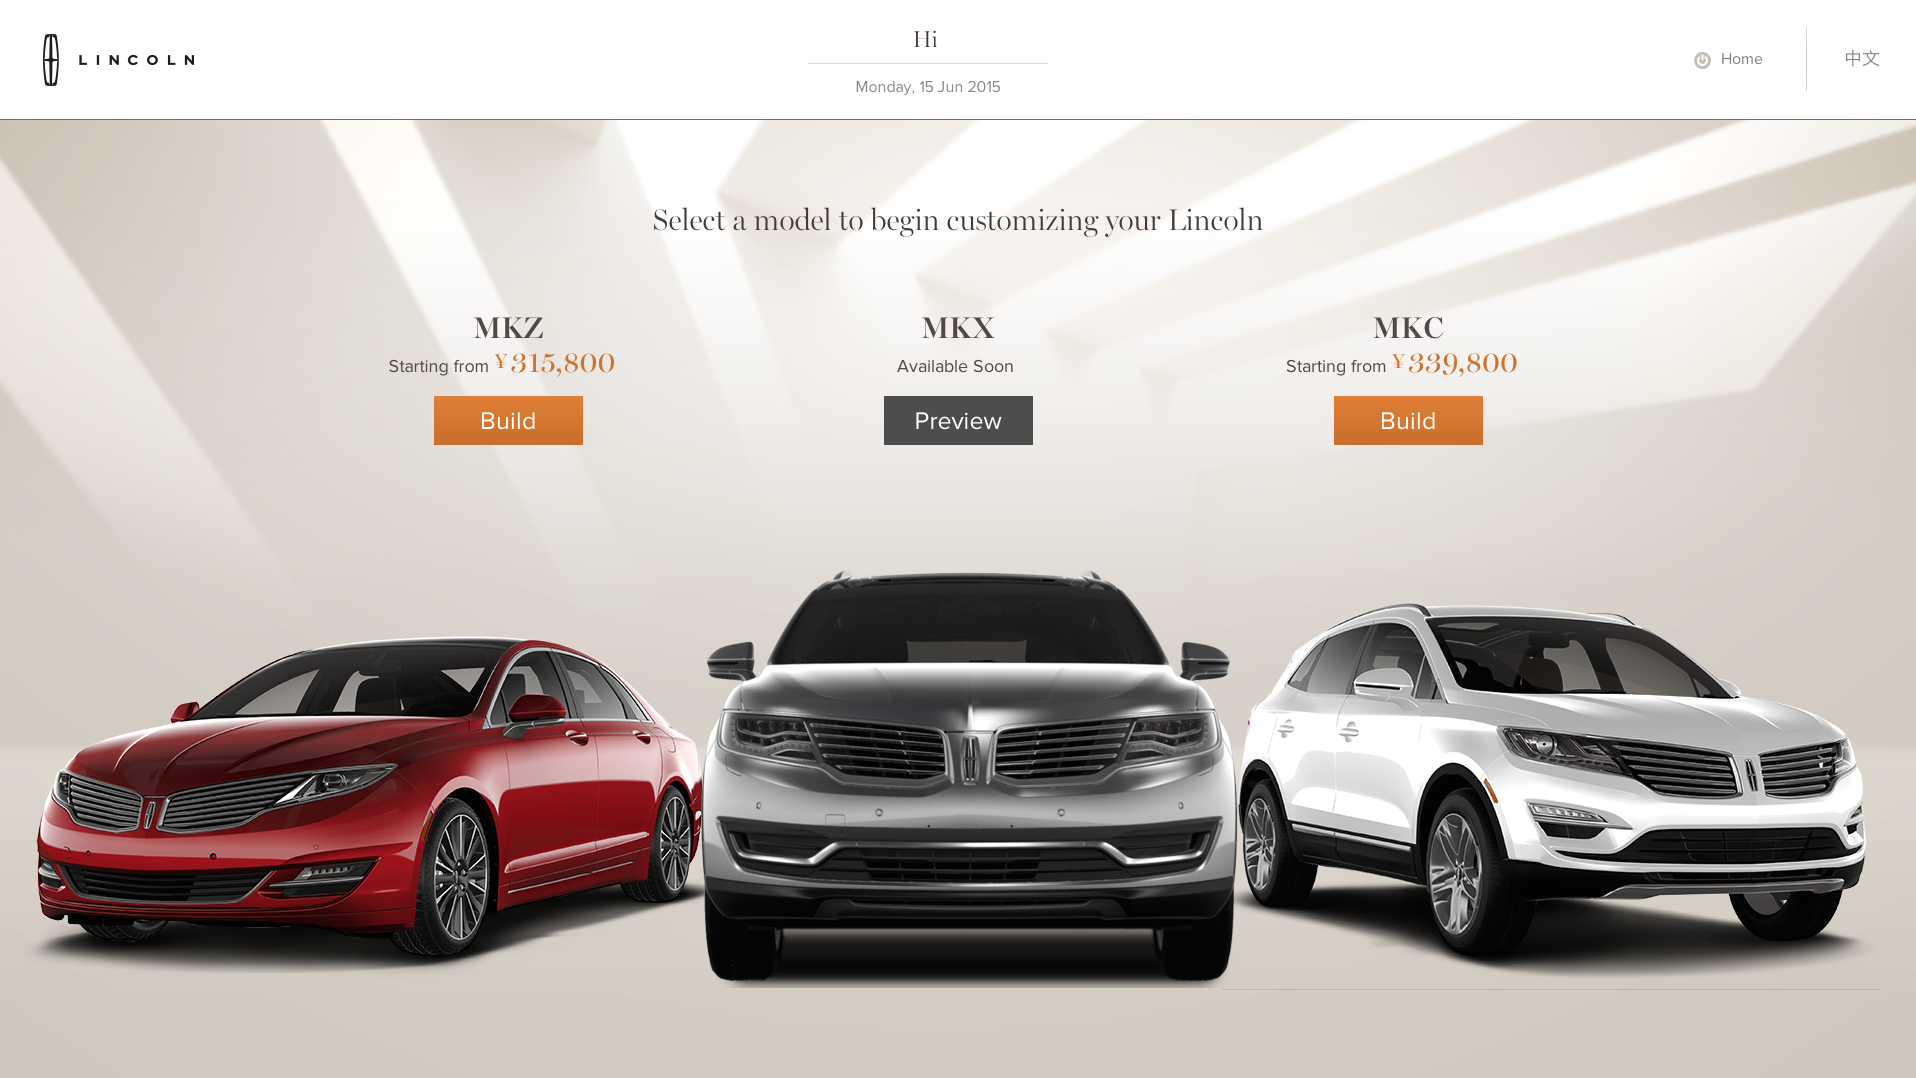 LINCOLN
Hi
Monday, 15 Jun 2015
Home
中文
Select a model to begin customizing your Lincoln
MKZ
Starting from ¥315,800
Build
MKX
Available Soon
Preview
MKC
Starting from ¥339,800
Build